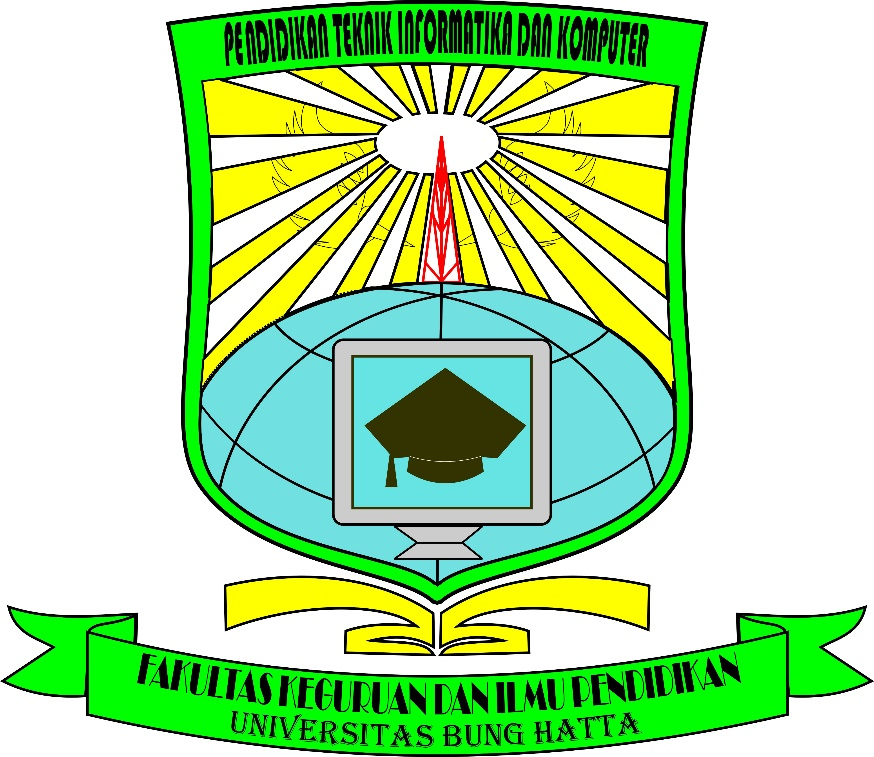 PENDIDIKAN TEKNIK INFORMATIKA DAN KOMPUTER
FAKULTAS KEGURUAN DAN ILMU PENDIDIKAN
UNIVERSITAS BUNG HATTA